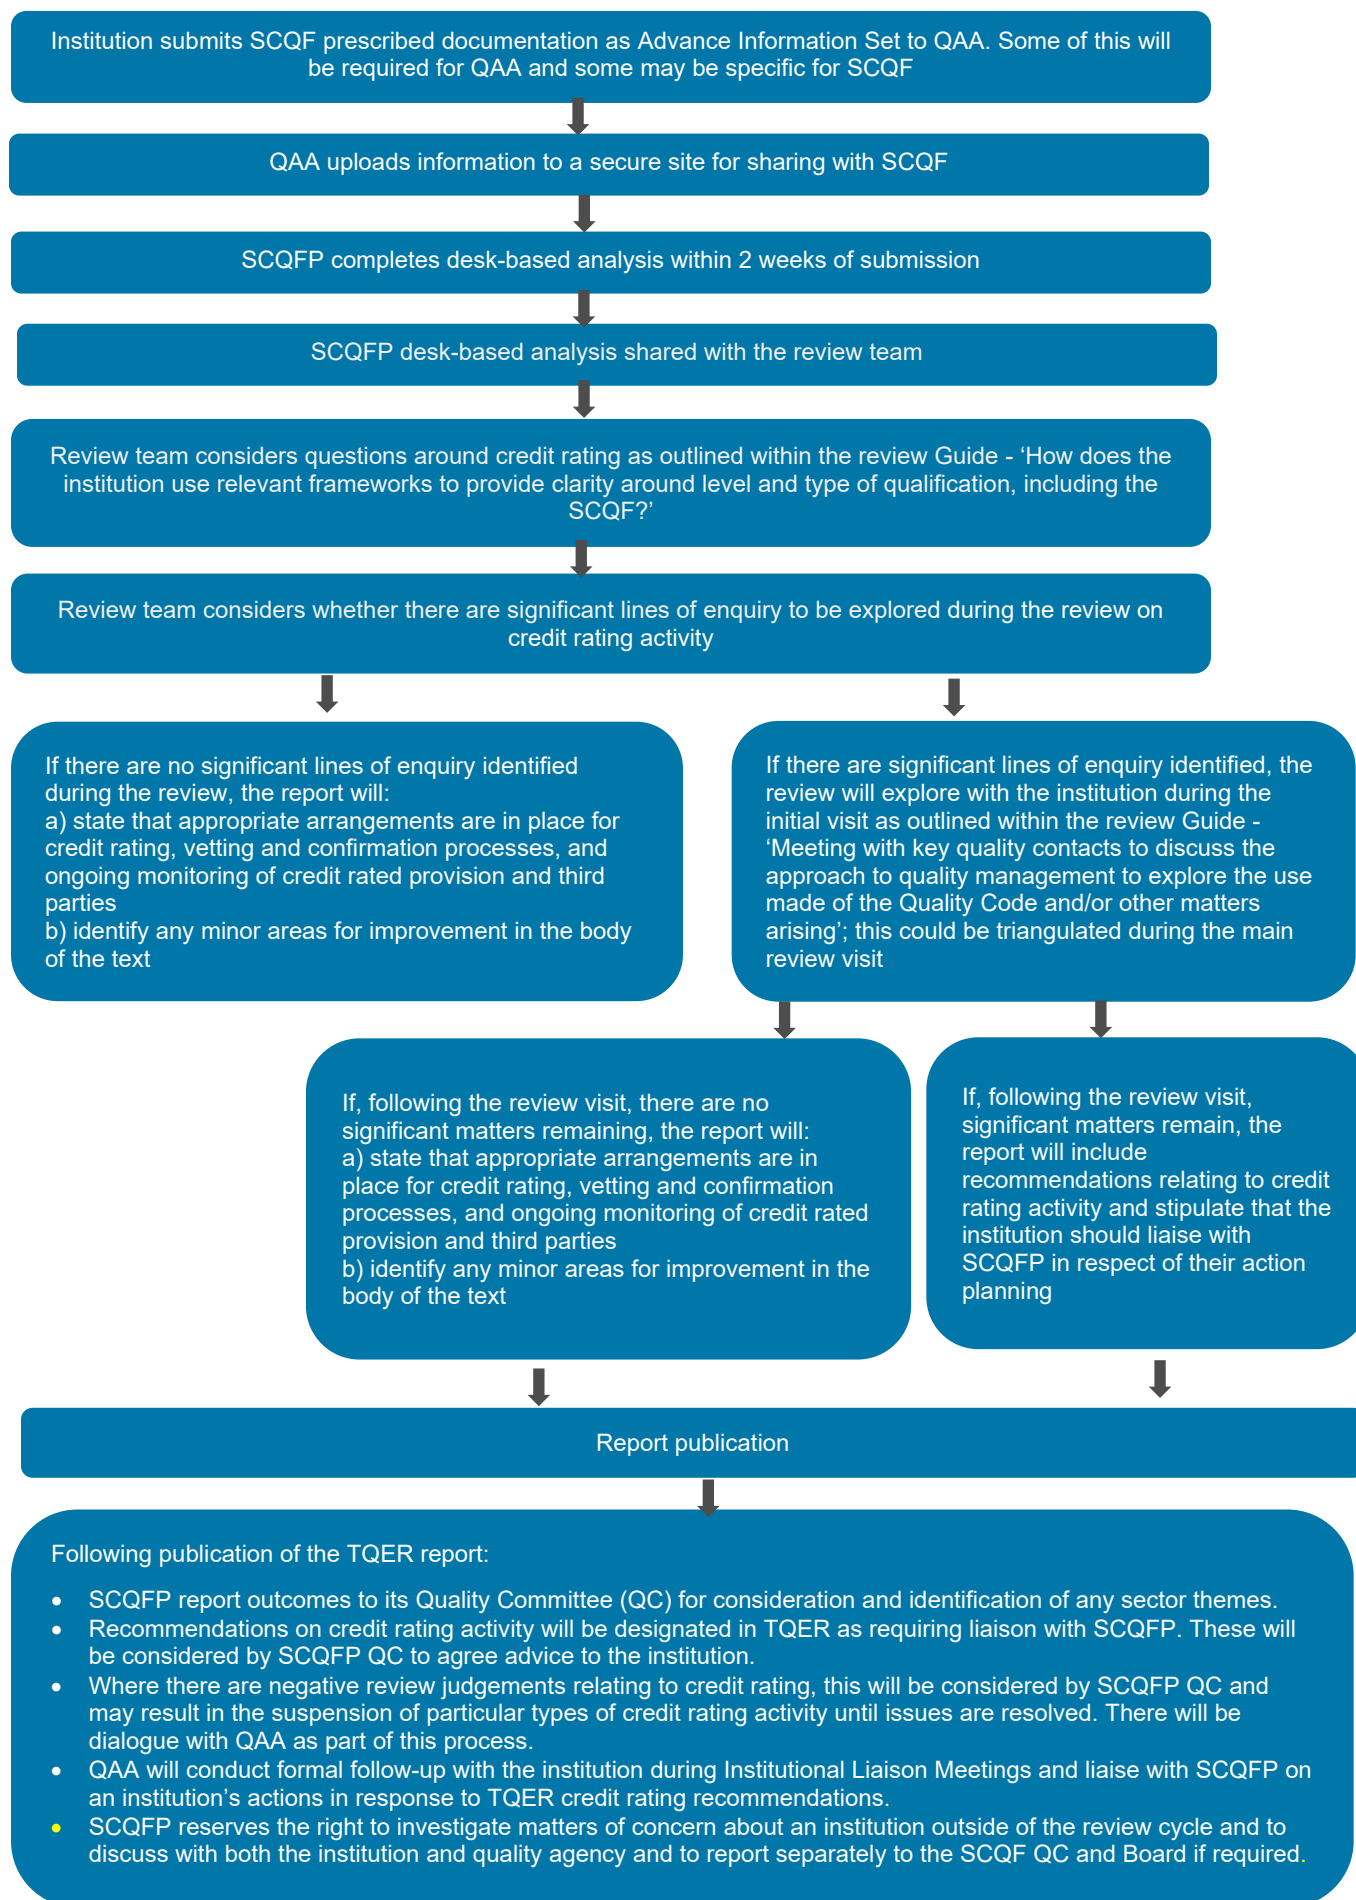 Institution submits SCQF prescribed documentation as Advance Information Set to QAA. Some of this will
be required for QAA and some may be specific for SCQF
QAA uploads information to a secure site for sharing with SCQF
SCQFP completes desk-based analysis within 2 weeks of submission
SCQFP desk-based analysis shared with the review team
Review team considers questions around credit rating as outlined within the review Guide - ‘How does the
institution use relevant frameworks to provide clarity around level and type of qualification, including the
SCQF?’
Review team considers whether there are significant lines of enquiry to be explored during the review on
credit rating activity
If there are no significant lines of enquiry identified
during the review, the report will:
a) state that appropriate arrangements are in place for
credit rating, vetting and confirmation processes, and
ongoing monitoring of credit rated provision and third
parties
b) identify any minor areas for improvement in the body
of the text
If there are significant lines of enquiry identified, the
review will explore with the institution during the
initial visit as outlined within the review Guide -
‘Meeting with key quality contacts to discuss the
approach to quality management to explore the use
made of the Quality Code and/or other matters
arising’; this could be triangulated during the main
review visit
If, following the review visit, there are no
significant matters remaining, the report will:
a) state that appropriate arrangements are in
place for credit rating, vetting and confirmation
processes, and ongoing monitoring of credit rated
provision and third parties
b) identify any minor areas for improvement in the
body of the text
If, following the review visit,
significant matters remain, the
report will include
recommendations relating to credit
rating activity and stipulate that the
institution should liaise with
SCQFP in respect of their action
planning
Report publication
Following publication of the TQER report:
• SCQFP report outcomes to its Quality Committee (QC) for consideration and identification of any sector themes.
• Recommendations on credit rating activity will be designated in TQER as requiring liaison with SCQFP. These will
be considered by SCQFP QC to agree advice to the institution.
• Where there are negative review judgements relating to credit rating, this will be considered by SCQFP QC and
may result in the suspension of particular types of credit rating activity until issues are resolved. There will be
dialogue with QAA as part of this process.
• QAA will conduct formal follow-up with the institution during Institutional Liaison Meetings and liaise with SCQFP on
an institution’s actions in response to TQER credit rating recommendations.
• SCQFP reserves the right to investigate matters of concern about an institution outside of the review cycle and to
discuss with both the institution and quality agency and to report separately to the SCQF QC and Board if required.